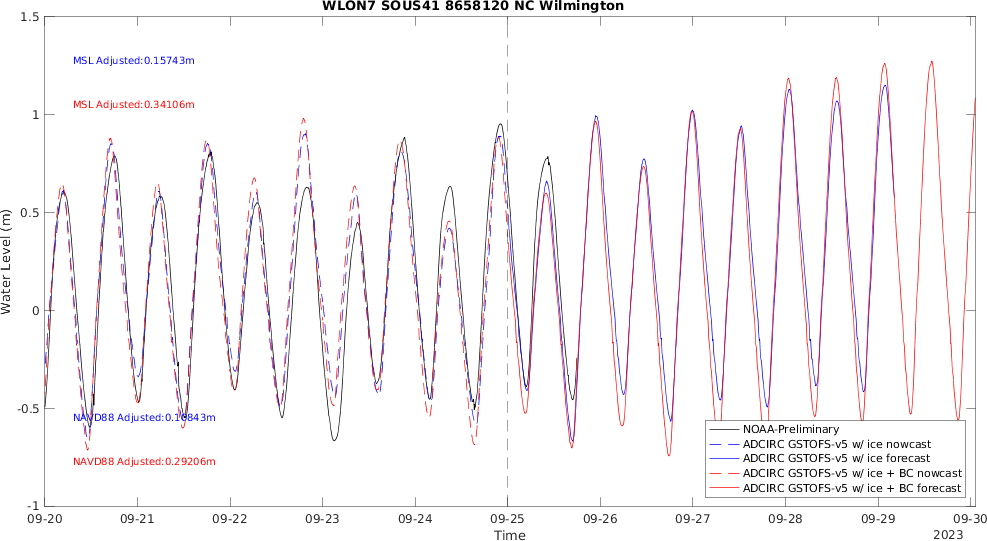 WLON7 SOUS41 8658120 NC Wilmington
1.5
1
0.5
0
-0.5
-1
Water Level (m)
MSL Adjusted:0.15743m
MSL Adjusted:0.34106m
NAVD88 Adjusted:0.10843m
NAVD88 Adjusted:0.29206m
NOAA-Preliminary
ADCIRC GSTOFS-v5 w/ ice nowcast
ADCIRC GSTOFS-v5 w/ ice forecast
ADCIRC GSTOFS-v5 w/ ice + BC nowcast
ADCIRC GSTOFS-v5 w/ ice + BC forecast
09-20 09-21 09-22 09-23 09-24 09-25 09-26 09-27 09-28 09-29 09-30
Time
2023